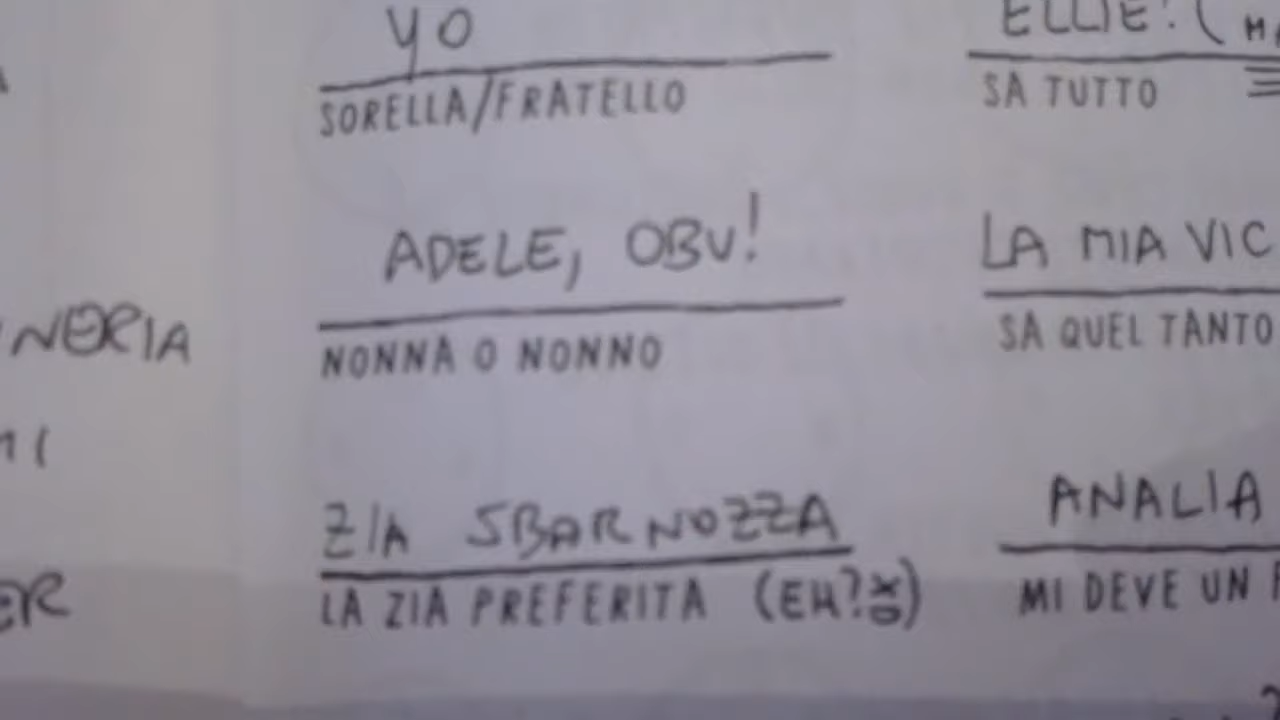 YO
SORELLA/FRATELLO
ADELE, OBV!
NONNA O NONNO
ZIA SBARNOZZA
LA ZIA PREFERITA (EH?)
ELLIE! (
SA TUTTO
LA MIA VIC
SA QUEL TANTO
ANALIA
MI DEVE UN